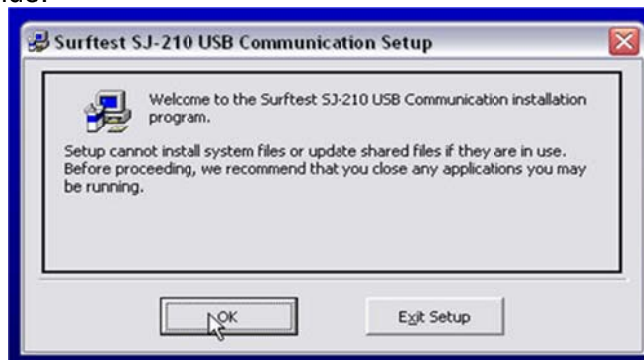 Surftest SJ-210 USB Communication Setup
Welcome to the Surftest SJ-210 USB Communication installation
program.
Setup cannot install system files or update shared files if they are in use.
Before proceeding, we recommend that you close any applications you may
be running.
OK
Exit Setup